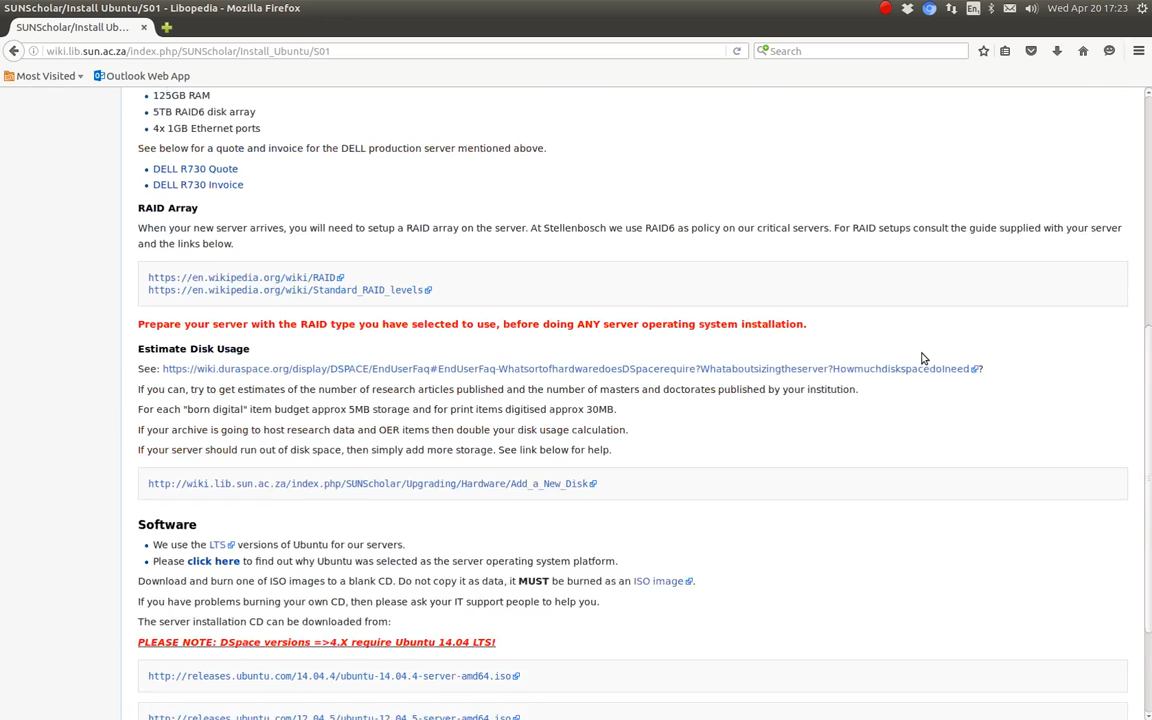 SUNScholar/Install Ubuntu/S01 - Libopedia - Mozilla Firefox
En
Wed Apr 20 17:23
SUNScholar/Install Ub…
wiki.lib.sun.ac.za/index.php/SUNScholar/Install_Ubuntu/S01
Search
Most Visited
Outlook Web App
125GB RAM
5TB RAID6 disk array
4x 1GB Ethernet ports
See below for a quote and invoice for the DELL production server mentioned above.
DELL R730 Quote
DELL R730 Invoice
RAID Array
When your new server arrives, you will need to setup a RAID array on the server. At Stellenbosch we use RAID6 as policy on our critical servers. For RAID setups consult the guide supplied with your server
and the links below.
https://en.wikipedia.org/wiki/RAID
https://en.wikipedia.org/wiki/Standard_RAID_levels
Prepare your server with the RAID type you have selected to use, before doing ANY server operating system installation.
Estimate Disk Usage
See: https://wiki.duraspace.org/display/DSPACE/EndUserFaq#EndUserFaq-WhatsortofhardwaredoesDSpacerequire?Whataboutsizingtheserver?HowmuchdiskspacedoIneed ?
If you can, try to get estimates of the number of research articles published and the number of masters and doctorates published by your institution.
For each "born digital" item budget approx 5MB storage and for print items digitised approx 30MB.
If your archive is going to host research data and OER items then double your disk usage calculation.
If your server should run out of disk space, then simply add more storage. See link below for help.
http://wiki.lib.sun.ac.za/index.php/SUNScholar/Upgrading/Hardware/Add_a_New_Disk
Software
We use the LTS versions of Ubuntu for our servers.
Please click here to find out why Ubuntu was selected as the server operating system platform.
Download and burn one of ISO images to a blank CD. Do not copy it as data, it MUST be burned as an ISO image.
If you have problems burning your own CD, then please ask your IT support people to help you.
The server installation CD can be downloaded from:
PLEASE NOTE: DSpace versions =>4.X require Ubuntu 14.04 LTS!
http://releases.ubuntu.com/14.04.4/ubuntu-14.04.4-server-amd64.iso
http://releases.ubuntu.com/12.04.5/ubuntu-12.04.5-server-amd64.iso